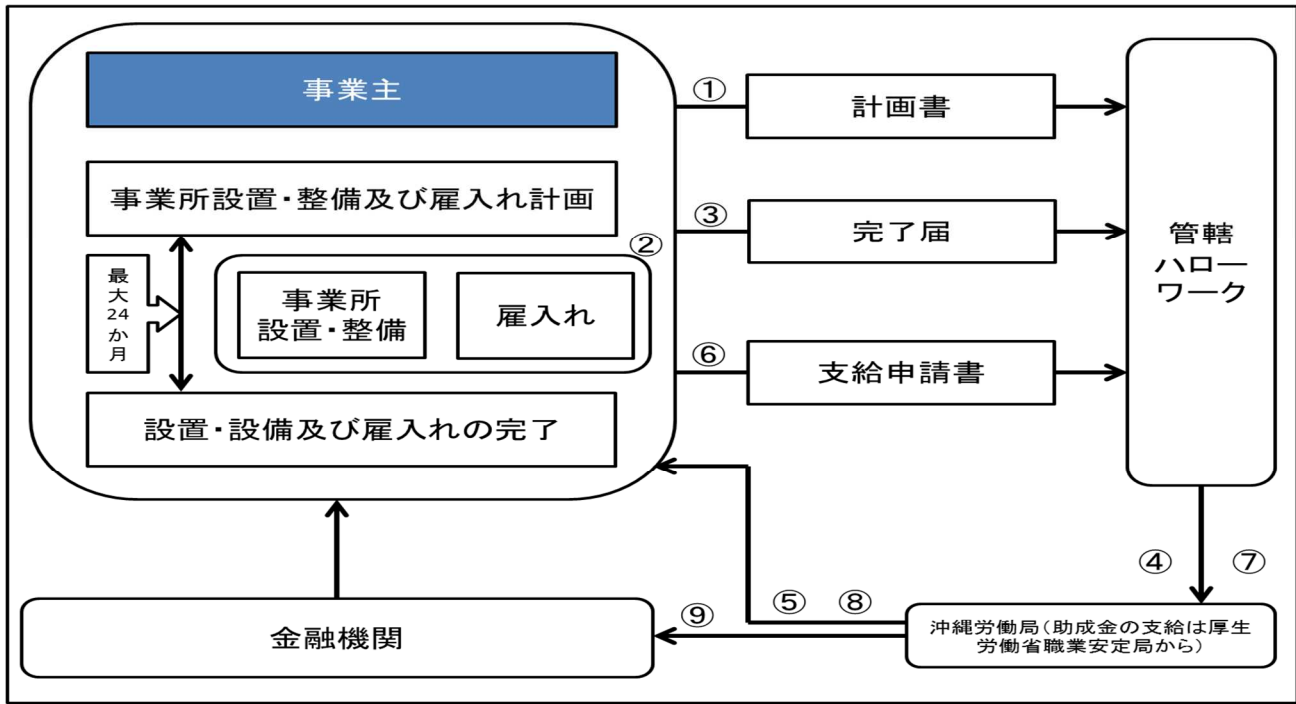 事業主
①
計画書
事業所設置・整備及び雇入れ計画
③
完了届
管轄
ハロー
ワーク
②
最大24か月
事業所
設置・整備
雇入れ
⑥
支給申請書
設置・設備及び雇入れの完了
④
⑦
⑤
⑧
⑨
金融機関
沖縄労働局(助成金の支給は厚生
労働省職業安定局から)